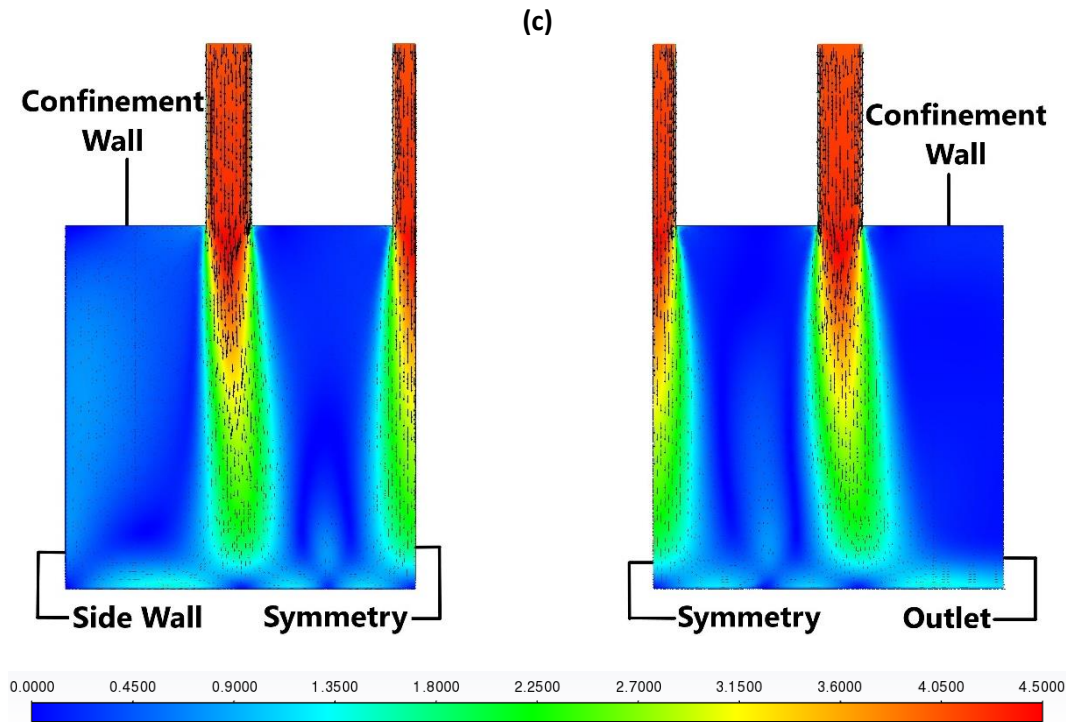 (c)
Confinement
Wall
Confinement
Wall
Side Wall
Symmetry
Symmetry
Outlet
0.0000 0.4500 0.9000 1.3500 1.8000 2.2500 2.7000 3.1500 3.6000 4.0500 4.5000